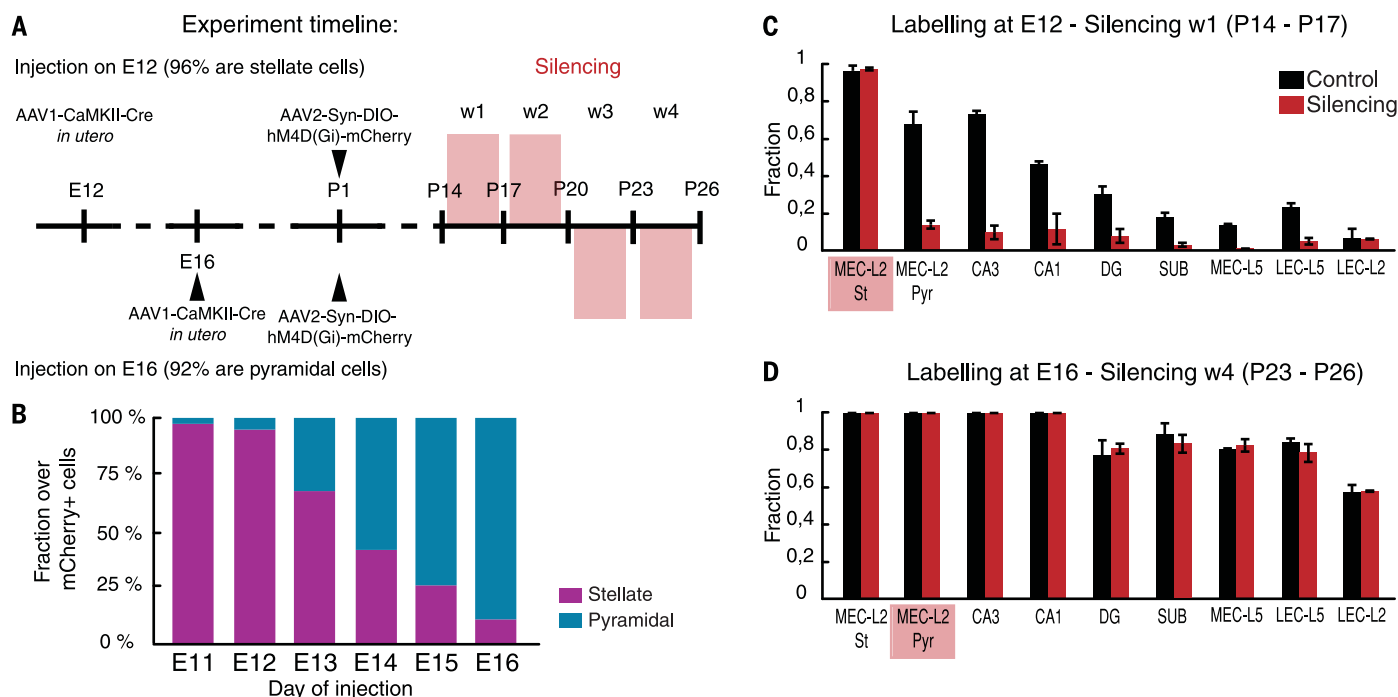 A
Experiment timeline:
Injection on E12 (96% are stellate cells)
Silencing
AAV1-CaMKII-Cre
in utero
AAV2-Syn-DIO-
hM4D(Gi)-mCherry
w1 w2 w3 w4
E12
P1
P14 P17 P20 P23 P26
E16
AAV1-CaMKII-Cre
in utero
AAV2-Syn-DIO-
hM4D(Gi)-mCherry
Injection on E16 (92% are pyramidal cells)
B
Fraction over
mCherry+ cells
100 %
75 %
50 %
25 %
0 %
Stellate
Pyramidal
E11 E12 E13 E14 E15 E16
Day of injection
C
Labelling at E12 - Silencing w1 (P14 - P17)
Control
Silencing
Fraction
1
0,8
0,6
0,4
0,2
0
MEC-L2 St
MEC-L2 Pyr
CA3
CA1
DG
SUB
MEC-L5
LEC-L5
LEC-L2
D
Labelling at E16 - Silencing w4 (P23 - P26)
Fraction
1
0,8
0,6
0,4
0,2
0
MEC-L2 St
MEC-L2 Pyr
CA3
CA1
DG
SUB
MEC-L5
LEC-L5
LEC-L2